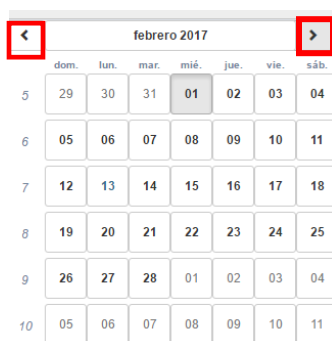 < febrero 2017 >
dom. lun. mar. mié. jue. vie. sáb.
5 29 30 31 01 02 03 04
6 05 06 07 08 09 10 11
7 12 13 14 15 16 17 18
8 19 20 21 22 23 24 25
9 26 27 28 01 02 03 04
10 05 06 07 08 09 10 11